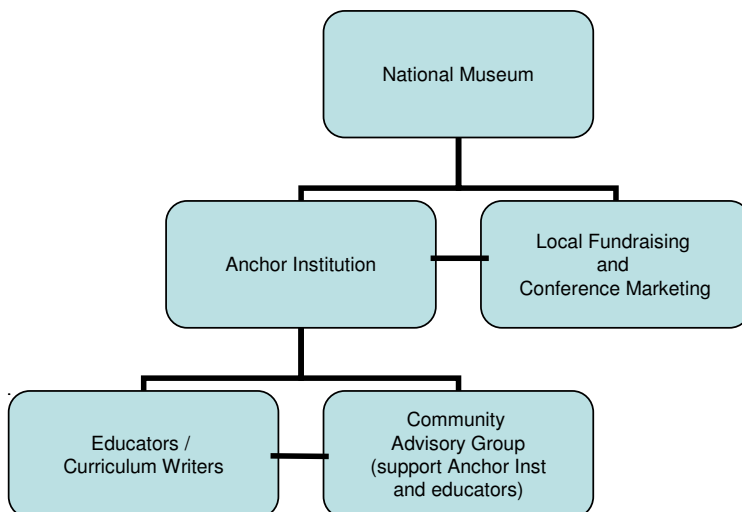 National Museum
Anchor Institution
Local Fundraising
and
Conference Marketing
Educators /
Curriculum Writers
Community
Advisory Group
(support Anchor Inst
and educators)